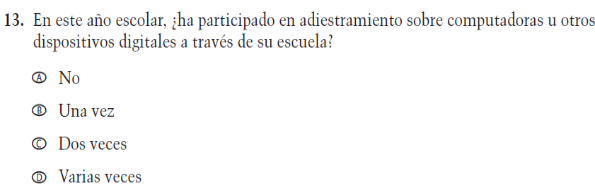 13. En este año escolar, ¿ha participado en adiestramiento sobre computadoras u otros
dispositivos digitales a través de su escuela?
Ⓐ No
Ⓑ Una vez
Ⓒ Dos veces
Ⓓ Varias veces